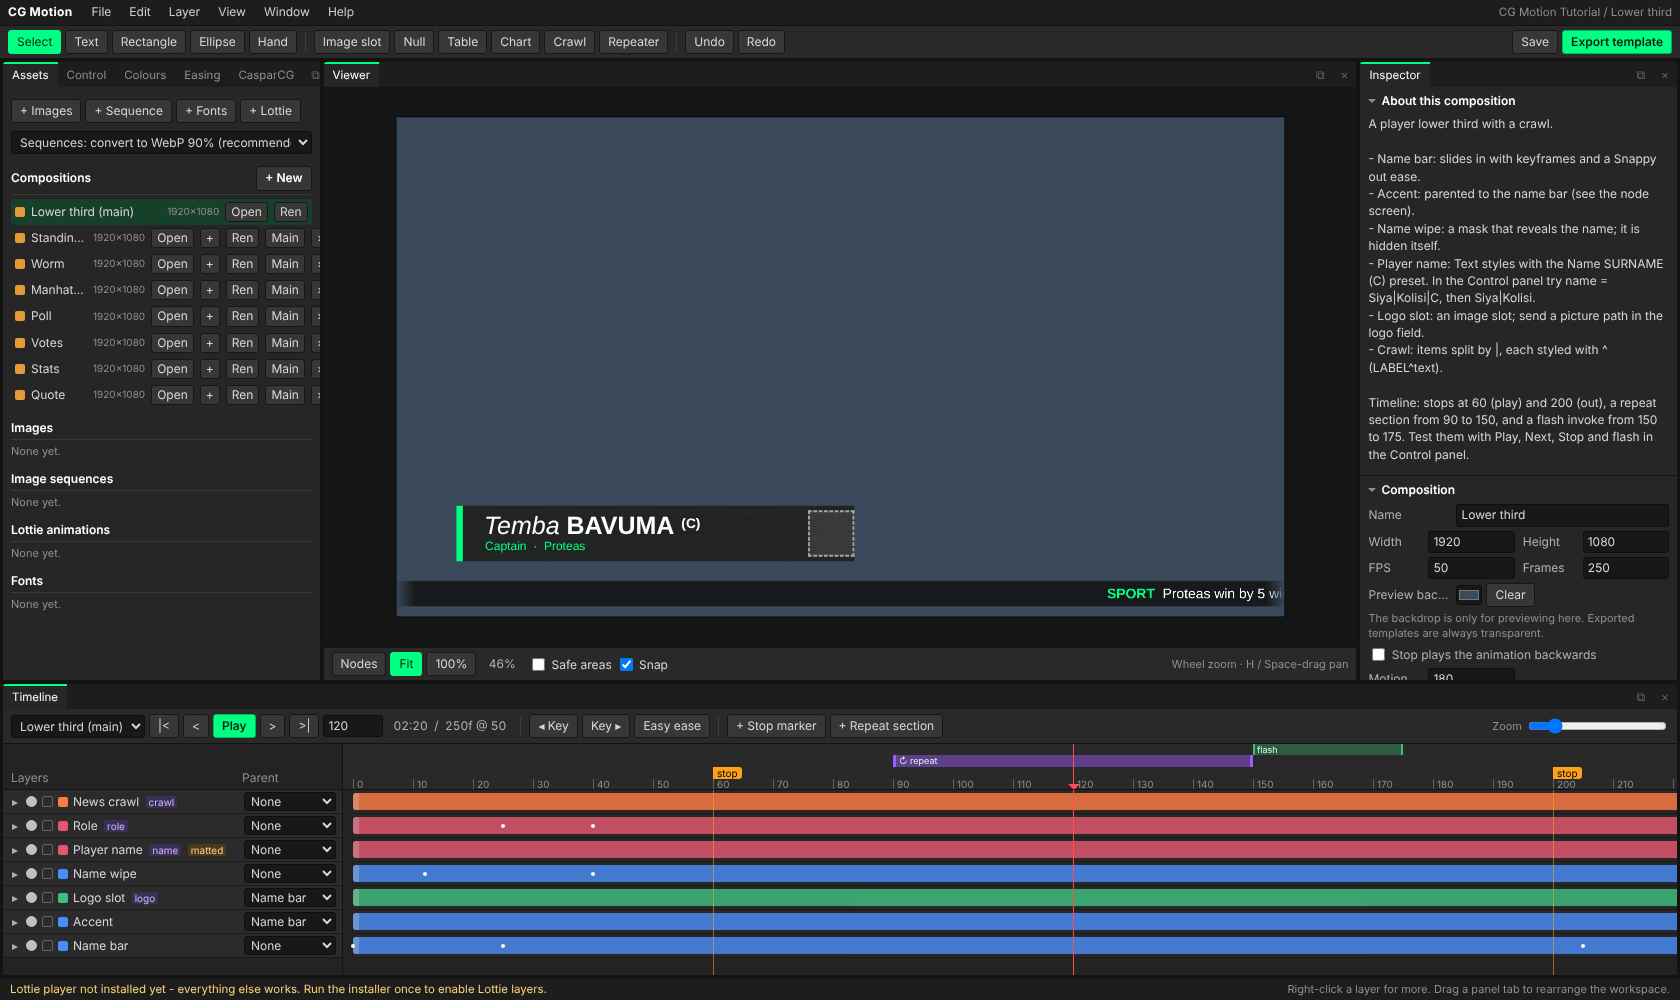 CG Motion File Edit Layer View Window Help CG Motion Tutorial / Lower third
Select Text Rectangle Ellipse Hand Image slot Null Table Chart Crawl Repeater Undo Redo Save Export template
Assets Control Colours Easing CasparCG
+ Images + Sequence + Fonts + Lottie
Sequences: convert to WebP 90% (recommend
Compositions + New
Lower third (main) 1920×1080 Open Ren
Standin... 1920×1080 Open + Ren Main
Worm 1920×1080 Open + Ren Main
Manhat... 1920×1080 Open + Ren Main
Poll 1920×1080 Open + Ren Main
Votes 1920×1080 Open + Ren Main
Stats 1920×1080 Open + Ren Main
Quote 1920×1080 Open + Ren Main
Images
None yet.
Image sequences
None yet.
Lottie animations
None yet.
Fonts
None yet.
Viewer
Temba BAVUMA (C)
Captain · Proteas
SPORT Proteas win by 5 wi
Nodes Fit 100% 46% Safe areas Snap Wheel zoom · H / Space-drag pan
Inspector
About this composition
A player lower third with a crawl.
- Name bar: slides in with keyframes and a Snappy
out ease.
- Accent: parented to the name bar (see the node
screen).
- Name wipe: a mask that reveals the name; it is
hidden itself.
- Player name: Text styles with the Name SURNAME
(C) preset. In the Control panel try name =
Siya|Kolisi|C, then Siya|Kolisi.
- Logo slot: an image slot; send a picture path in the
logo field.
- Crawl: items split by |, each styled with ^
(LABEL^text).
Timeline: stops at 60 (play) and 200 (out), a repeat
section from 90 to 150, and a flash invoke from 150
to 175. Test them with Play, Next, Stop and flash in
the Control panel.
Composition
Name Lower third
Width 1920 Height 1080
FPS 50 Frames 250
Preview bac... Clear
The backdrop is only for previewing here. Exported
templates are always transparent.
Stop plays the animation backwards
Motion 180
Timeline
Lower third (main) |< < Play > >| 120 02:20 / 250f @ 50 ◂ Key Key ▸ Easy ease + Stop marker + Repeat section Zoom
flash
repeat
stop stop
Layers Parent 0 10 20 30 40 50 60 70 80 90 100 110 120 130 140 150 160 170 180 190 200 210
News crawl crawl None
Role role None
Player name name matted None
Name wipe None
Logo slot logo Name bar
Accent Name bar
Name bar None
Lottie player not installed yet - everything else works. Run the installer once to enable Lottie layers. Right-click a layer for more. Drag a panel tab to rearrange the workspace.